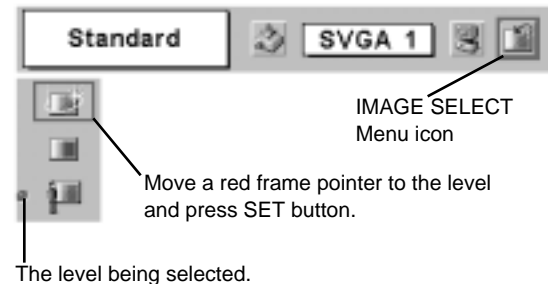 Standard
SVGA 1
IMAGE SELECT
Menu icon
Move a red frame pointer to the level
and press SET button.
The level being selected.